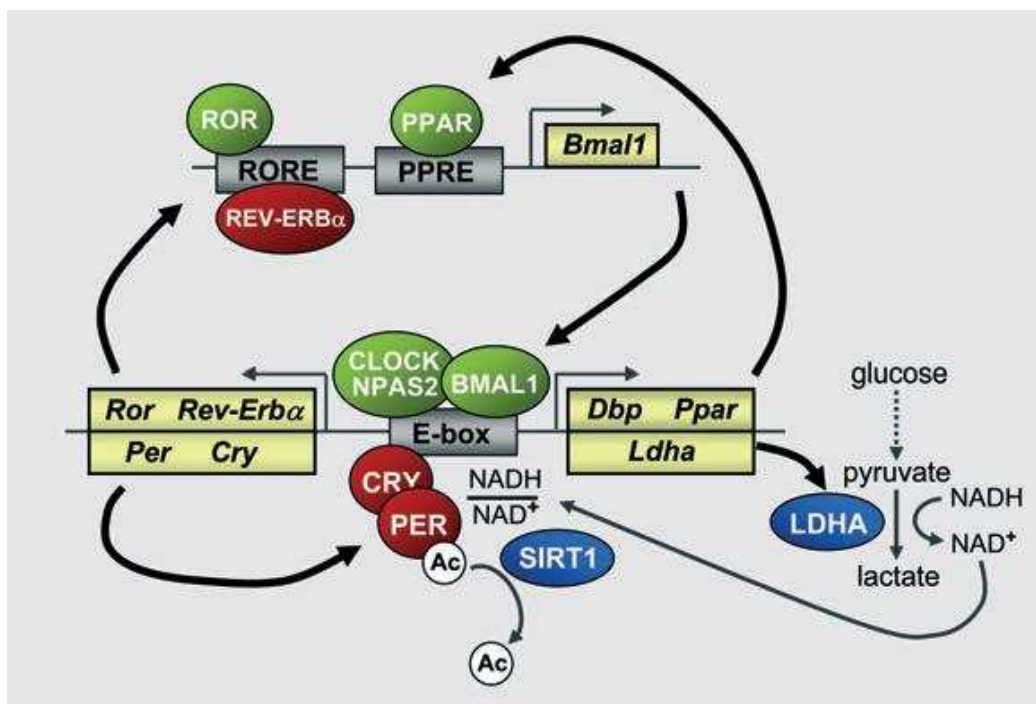 ROR
PPAR
Bmal1
RORE
PPRE
REV-ERBα
CLOCK
NPAS2
BMAL1
Ror Rev-Erbα
Per Cry
E-box
Dbp Ppar
Ldha
glucose
pyruvate
CRY
NADH
NAD+
PER
Ac
SIRT1
LDHA
NADH
NAD+
lactate
Ac